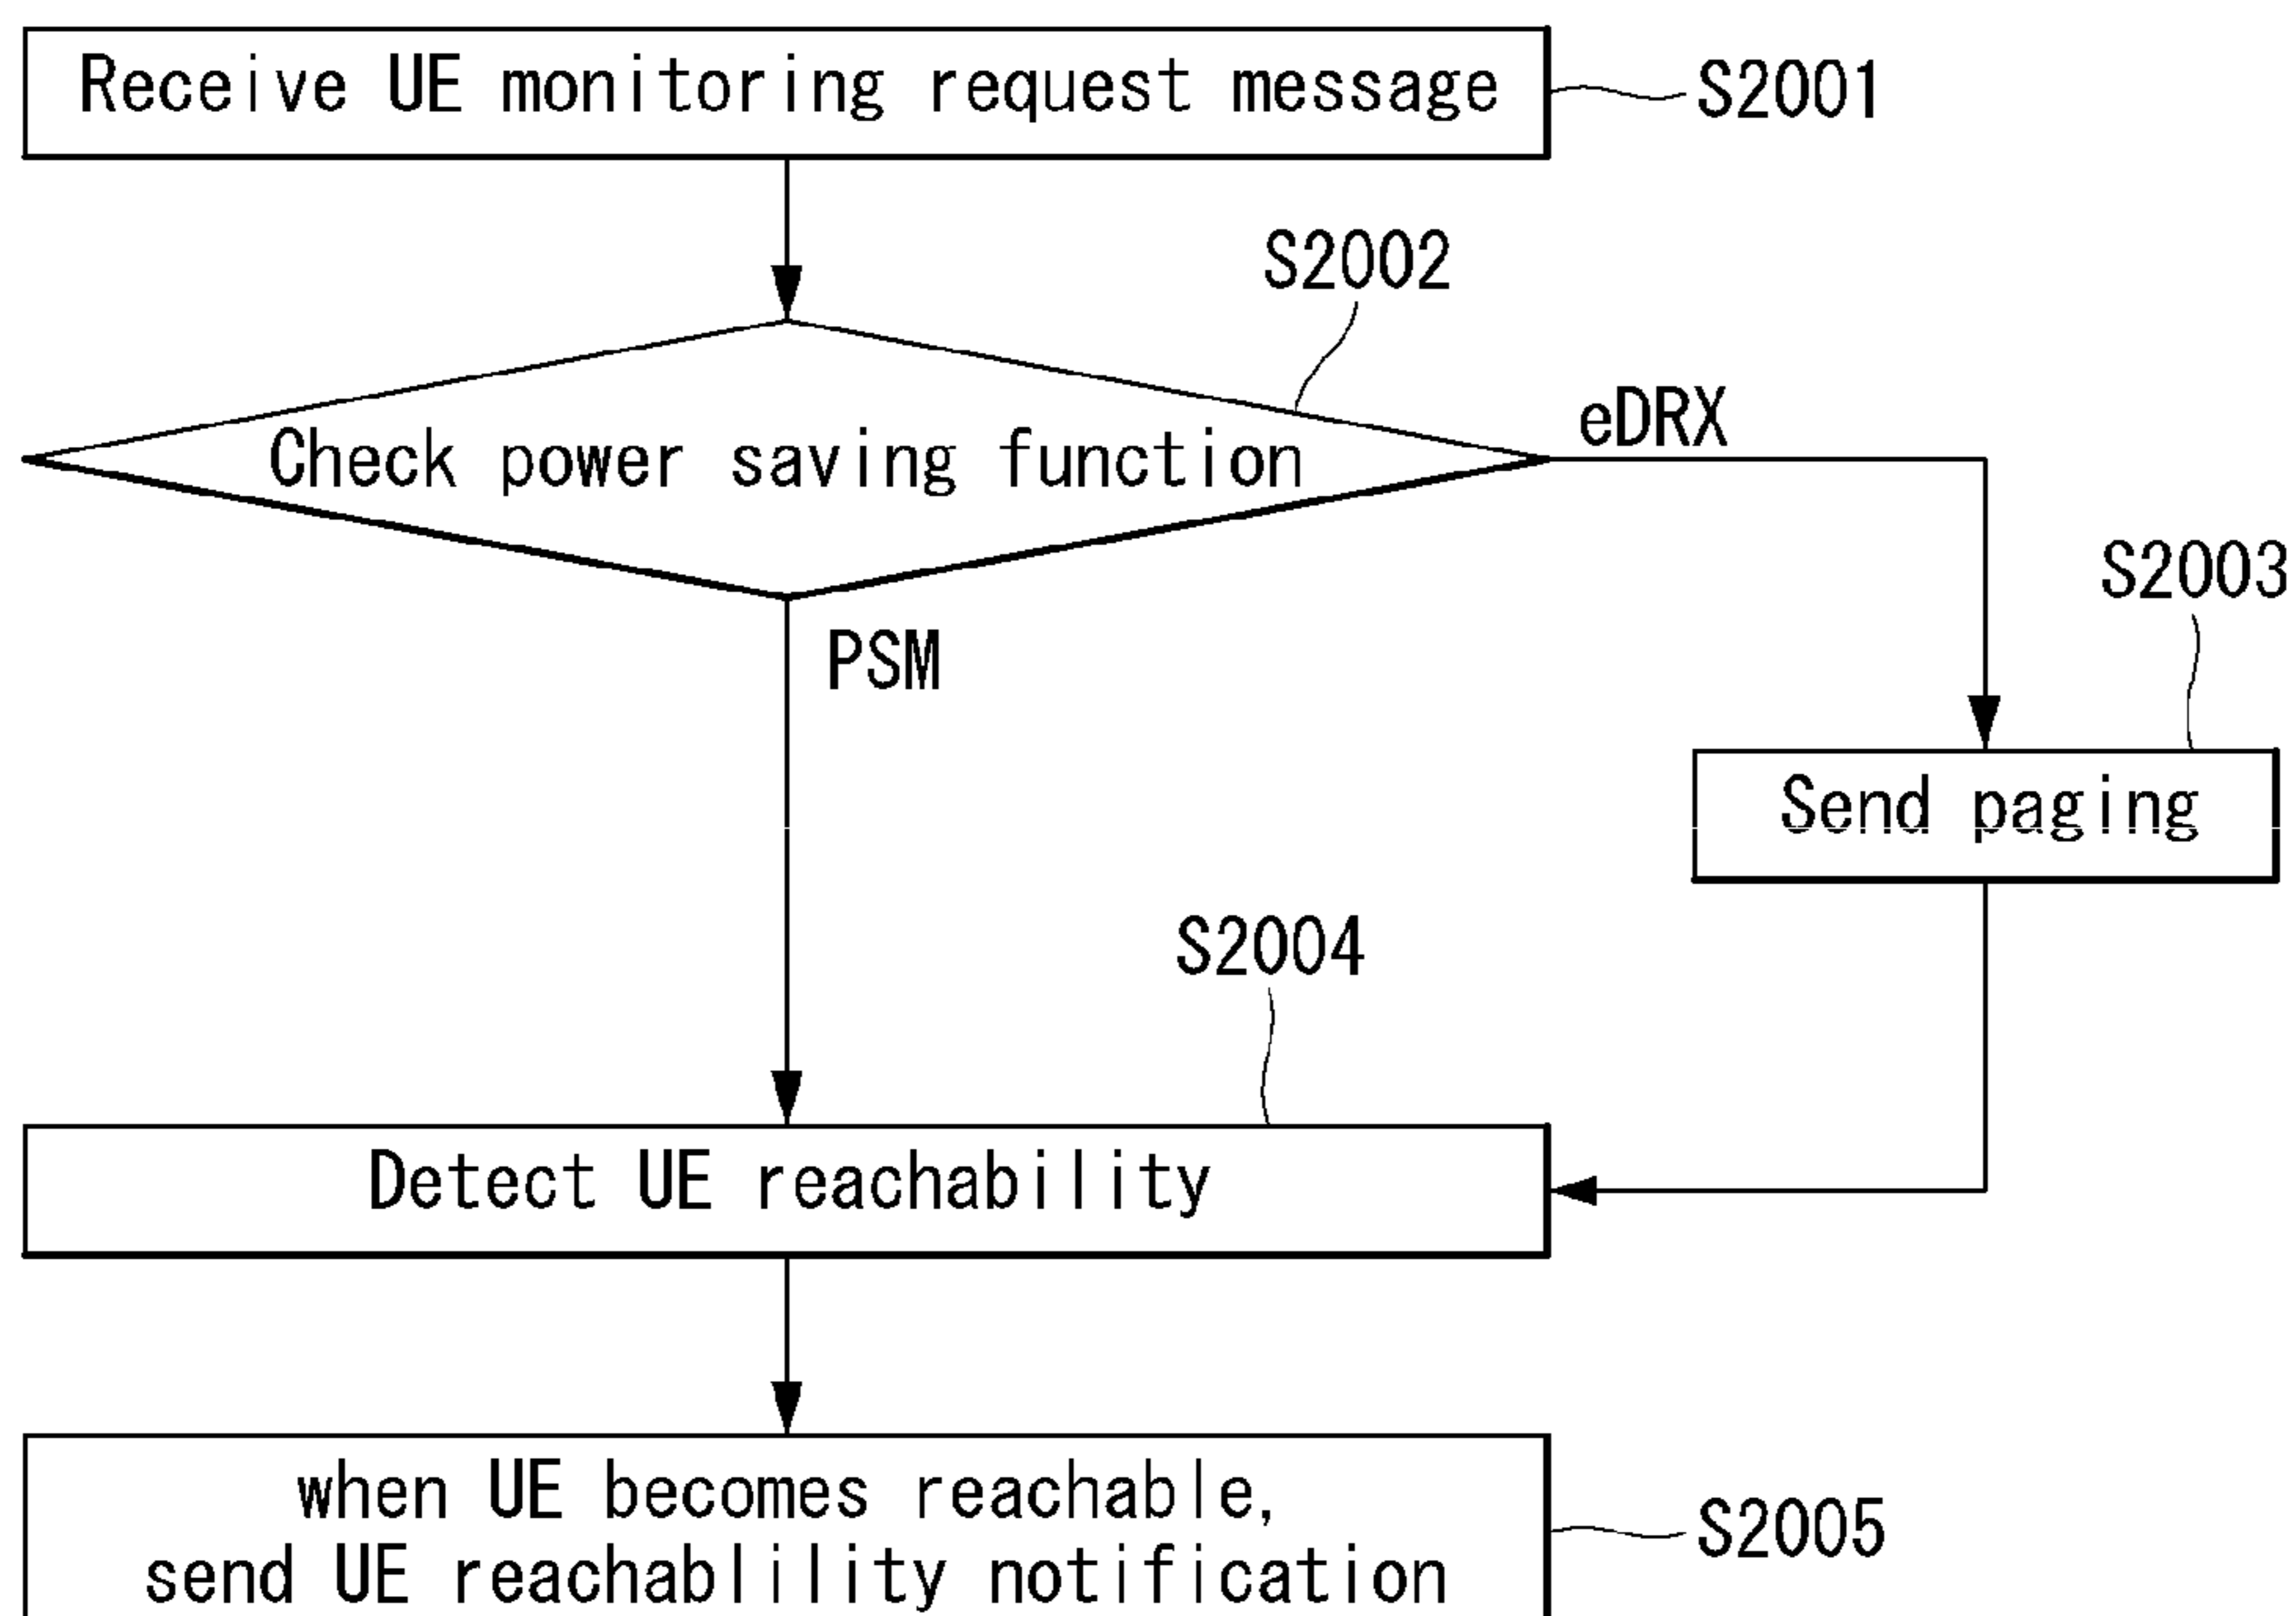 Receive UE monitoring request message
S2001
S2002
Check power saving function
eDRX
S2003
PSM
Send paging
S2004
Detect UE reachability
when UE becomes reachable,
send UE reachablility notification
S2005